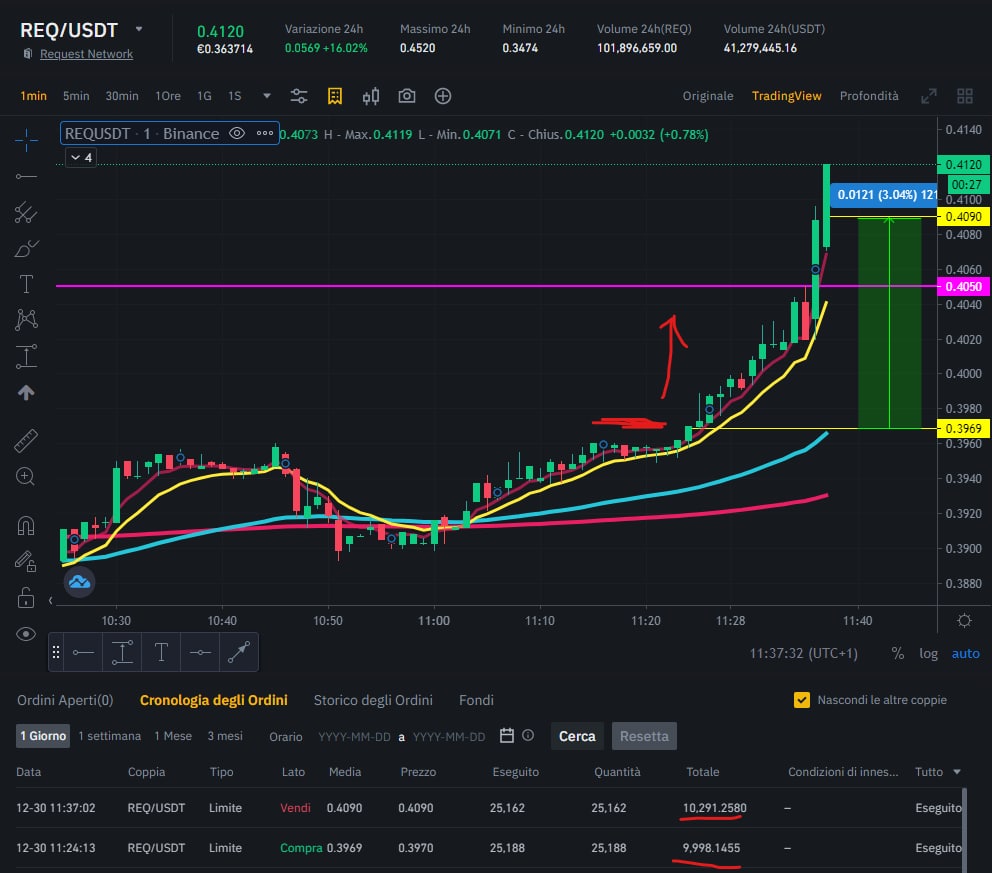 REQ/USDT
0.4120
€0.363714
Request Network
Variazione 24h
0.0569 +16.02%
Massimo 24h
0.4520
Minimo 24h
0.3474
Volume 24h(REQ)
101,896,659.00
Volume 24h(USDT)
41,279,445.16
1min 5min 30min 1Ore 1G 1S Originale TradingView Profondità
REQUSDT · 1 · Binance 0.4073 H - Max.0.4119 L - Min.0.4071 C - Chius.0.4120 +0.0032 (+0.78%)
4
0.4140
0.4120
00:27
0.0121 (3.04%) 121
0.4100
0.4090
0.4080
0.4060
0.4050
0.4040
0.4020
0.4000
0.3980
0.3969
0.3960
0.3940
0.3920
0.3900
0.3880
10:30 10:40 10:50 11:00 11:10 11:20 11:28 11:40
T
11:37:32 (UTC+1) % log auto
Ordini Aperti(0) Cronologia degli Ordini Storico degli Ordini Fondi Nascondi le altre coppie
1 Giorno 1 settimana 1 Mese 3 mesi Orario YYYY-MM-DD a YYYY-MM-DD Cerca Resetta
Data Coppia Tipo Lato Media Prezzo Eseguito Quantità Totale Condizioni di innes... Tutto
12-30 11:37:02 REQ/USDT Limite Vendi 0.4090 0.4090 25,162 25,162 10,291.2580 – Eseguito
12-30 11:24:13 REQ/USDT Limite Compra 0.3969 0.3970 25,188 25,188 9,998.1455 – Eseguito